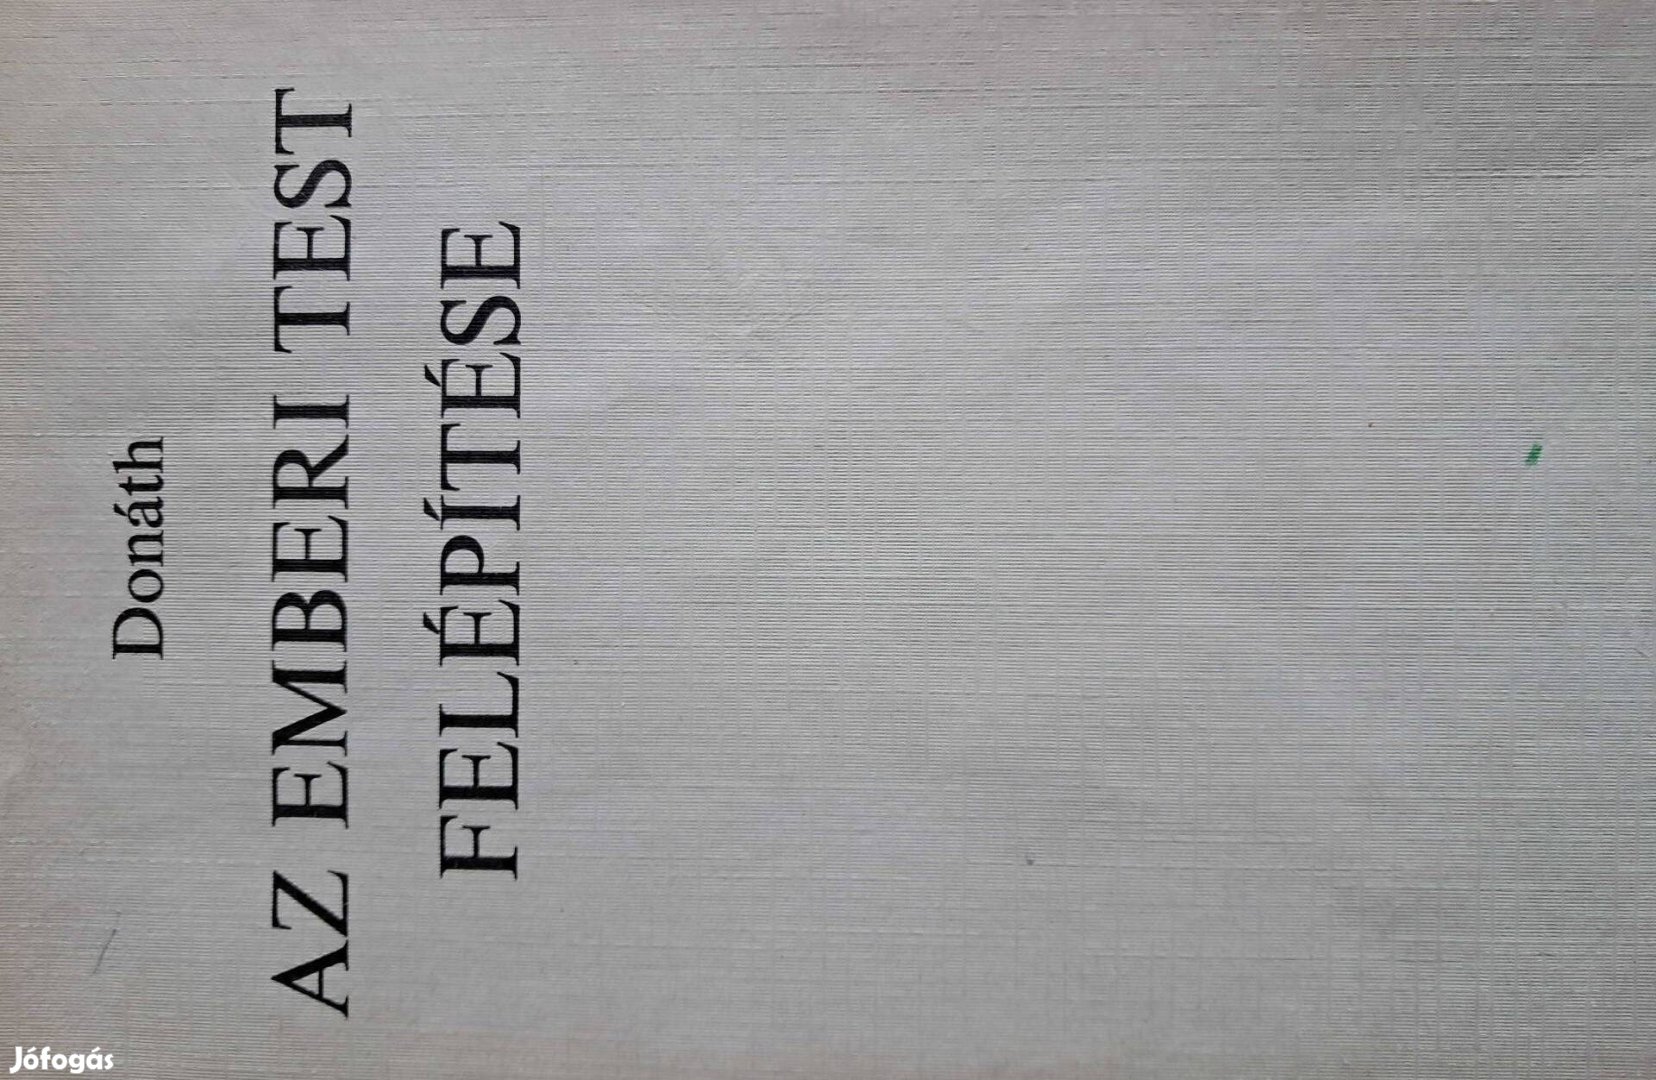 Donáth
AZ EMBERI TEST
FELÉPÍTÉSE
Jófogás